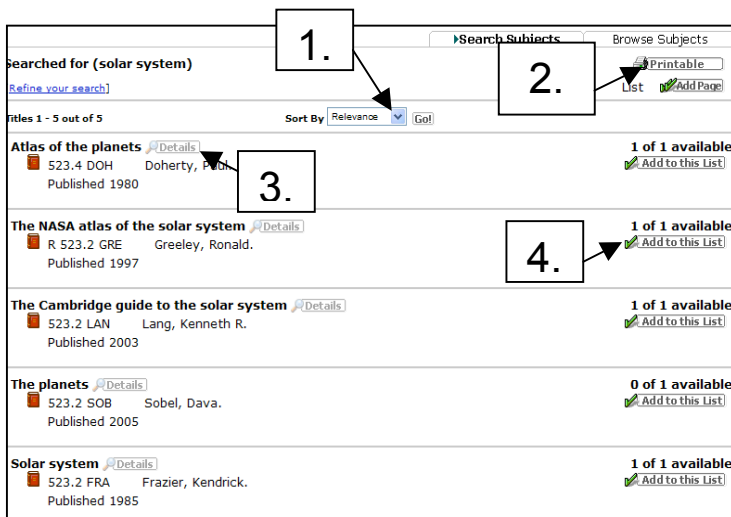 1.
Search Subjects Browse Subjects
Searched for (solar system)
2.
Printable
Refine your search]
List Add Page
Titles 1 - 5 out of 5 Sort By Relevance Go!
Atlas of the planets Details 1 of 1 available
523.4 DOH Doherty, Paul. Add to this List
Published 1980
3.
The NASA atlas of the solar system Details 1 of 1 available
R 523.2 GRE Greeley, Ronald. Add to this List
4.
Published 1997
The Cambridge guide to the solar system Details 1 of 1 available
523.2 LAN Lang, Kenneth R. Add to this List
Published 2003
The planets Details 0 of 1 available
523.2 SOB Sobel, Dava. Add to this List
Published 2005
Solar system Details 1 of 1 available
523.2 FRA Frazier, Kendrick. Add to this List
Published 1985